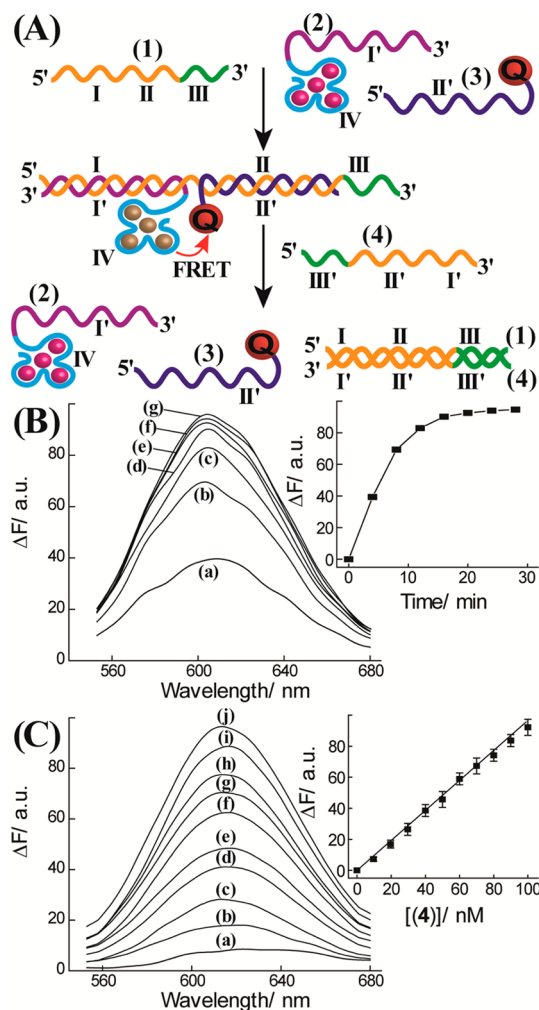 (A)
(1)
5' 3'
I II III
(2)
I'
IV
Q
(3)
II'
5'
I II III
5'
3' 3'
I' II'
IV
Q
FRET
(4)
III' II' I' 3'
(2)
I'
IV
Q
(3)
5'
II'
I II III (1)
5'
3'
I' II' III' (4)
(B)
ΔF/ a.u.
80
60
40
20
0
(g)
(f)
(e)
(d)
(c)
(b)
(a)
560 600 640 680
Wavelength/ nm
ΔF/ a.u.
80
60
40
20
0
0 10 20 30
Time/ min
(C)
ΔF/ a.u.
100
80
60
40
20
0
(j)
(i)
(h)
(g)
(f)
(e)
(d)
(c)
(b)
(a)
560 600 640 680
Wavelength/ nm
ΔF/ a.u.
80
60
40
20
0
0 20 40 60 80 100
[(4)]/ nM